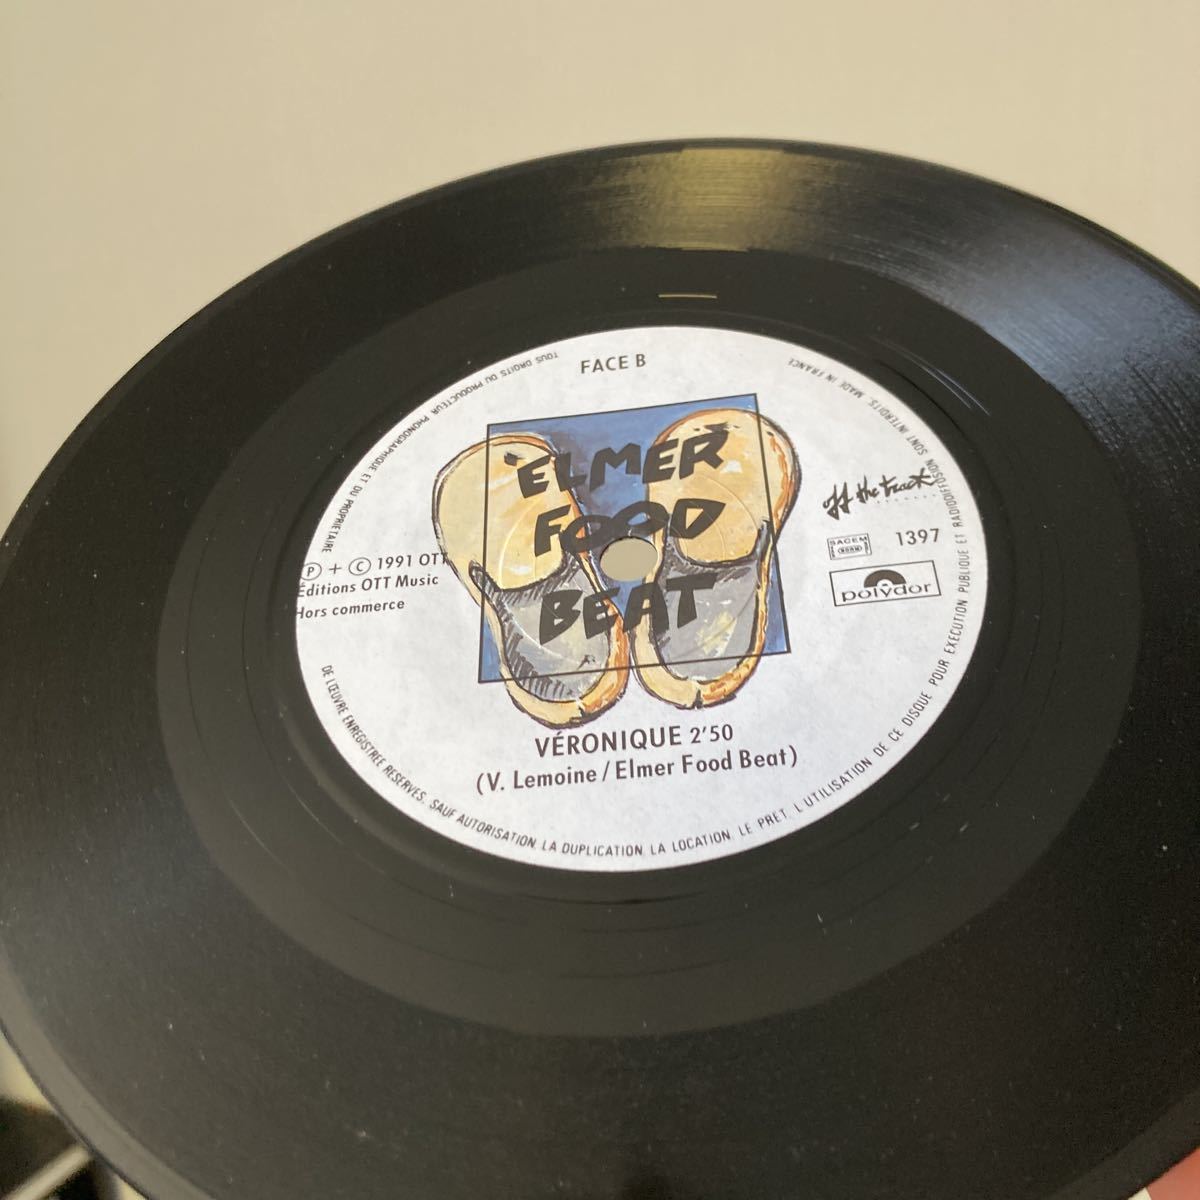 FACE B
ELMER
FOOD
BEAT
off the track
SACEM
1397
polydor
Ⓟ + Ⓒ 1991 OTT
Editions OTT Music
Hors commerce
VÉRONIQUE 2'50
(V. Lemoine / Elmer Food Beat)
TOUS DROITS DU PRODUCTEUR PHONOGRAPHIQUE ET DU PROPRIETAIRE DE L'ŒUVRE ENREGISTREE RESERVES. SAUF AUTORISATION, LA DUPLICATION, LA LOCATION, LE PRET, L'UTILISATION DE CE DISQUE POUR EXECUTION PUBLIQUE ET RADIODIFFUSION SONT INTERDITS. MADE IN FRANCE